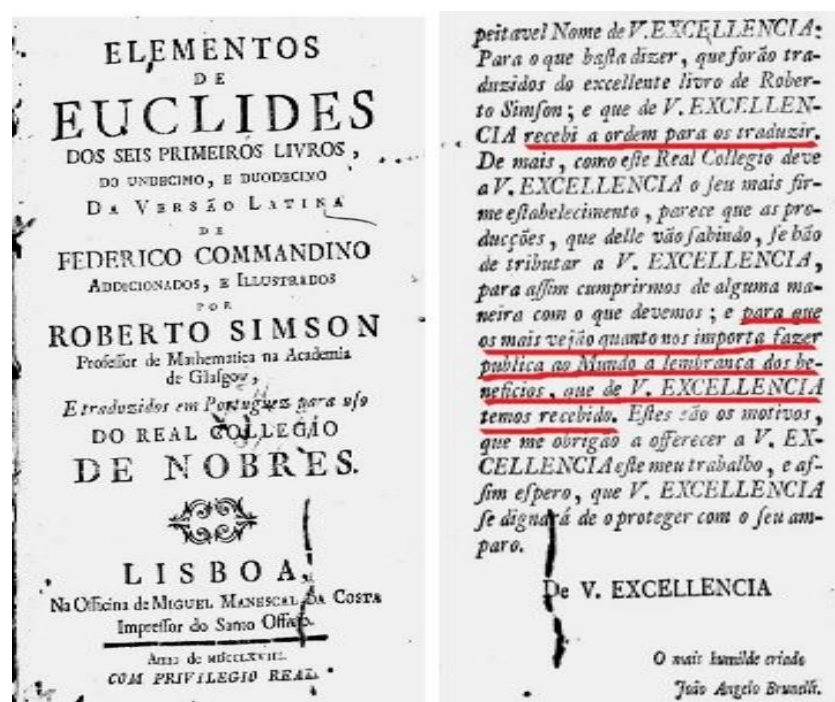 ELEMENTOS
DE
EUCLIDES
DOS SEIS PRIMEIROS LIVROS,
DO UNDECIMO, E DUODECIMO
DA VERSÃO LATINA
DE
FEDERICO COMMANDINO
ADDICIONADOS, E ILLUSTRADOS
POR
ROBERTO SIMSON
Profeſſor de Mathematica na Academia
de Glaſgow,
E traduzidos em Portuguez para uſo
DO REAL COLLEGIO
DE NOBRES.
LISBOA,
Na Officina de MIGUEL MANESCAL DA COSTA
Impreſſor do Santo Officio.
Anno de MDCCLXVIII.
COM PRIVILEGIO REAL.
peitavel Nome de V. EXCELLENCIA:
Para o que baſta dizer, que forão tra-
duzidos do excellente livro de Rober-
to Simſon; e que de V. EXCELLEN-
CIA recebi a ordem para os traduzir.
De mais, como eſte Real Collegio deve
a V. EXCELLENCIA o ſeu mais fir-
me eſtabelecimento, parece que as pro-
ducções, que delle vão ſahindo, ſe hão
de tributar a V. EXCELLENCIA,
para aſſim cumprirmos de alguma ma-
neira com o que devemos; e para que
os mais vejão quanto nos importa fazer
publica ao Mundo a lembrança dos be-
neficios, que de V. EXCELLENCIA
temos recebido. Eſtes são os motivos,
que me obrigão a offerecer a V. EX-
CELLENCIA eſte meu trabalho, e aſ-
ſim eſpero, que V. EXCELLENCIA
ſe dignará de o proteger com o ſeu am-
paro.
De V. EXCELLENCIA
O mais humilde criado
João Angelo Brunelli.